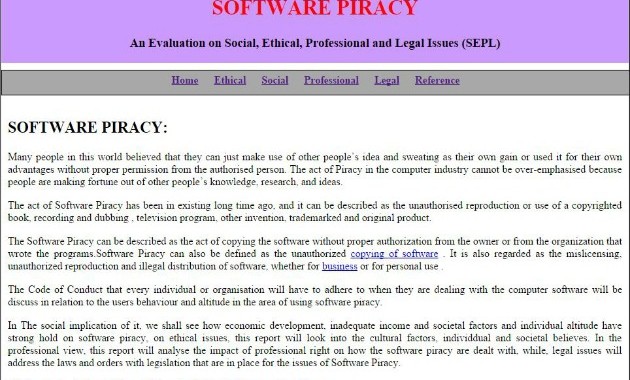 SOFTWARE PIRACY
An Evaluation on Social, Ethical, Professional and Legal Issues (SEPL)
Home Ethical Social Professional Legal Reference
SOFTWARE PIRACY:
Many people in this world believed that they can just make use of other people`s idea and sweating as their own gain or used it for their own
advantages without proper permission from the authorised person. The act of Piracy in the computer industry cannot be over-emphasised because
people are making fortune out of other people`s knowledge, research, and ideas.
The act of Software Piracy has been in existing long time ago, and it can be described as the unauthorised reproduction or use of a copyrighted
book, recording and dubbing , television program, other invention, trademarked and original product.
The Software Piracy can be described as the act of copying the software without proper authorization from the owner or from the organization that
wrote the programs.Software Piracy can also be defined as the unauthorized copying of software . It is also regarded as the mislicensing,
unauthorized reproduction and illegal distribution of software, whether for business or for personal use .
The Code of Conduct that every individual or organisation will have to adhere to when they are dealing with the computer software will be
discuss in relation to the users behaviour and altitude in the area of using software piracy.
In The social implication of it, we shall see how economic development, inadequate income and societal factors and individual altitude have
strong hold on software piracy, on ethical issues, this report will look into the cultural factors, individdual and societal believes. In the
professional view, this report will analyse the impact of professional right on how the software piracy are dealt with, while, legal issues will
address the laws and orders with legislation that are in place for the issues of Software Piracy.